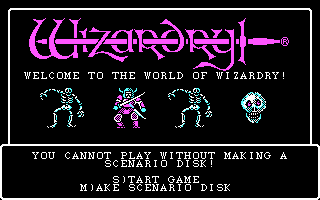 Wizardry! ®
WELCOME TO THE WORLD OF WIZARDRY!
YOU CANNOT PLAY WITHOUT MAKING A
SCENARIO DISK!
S)TART GAME
M)AKE SCENARIO DISK